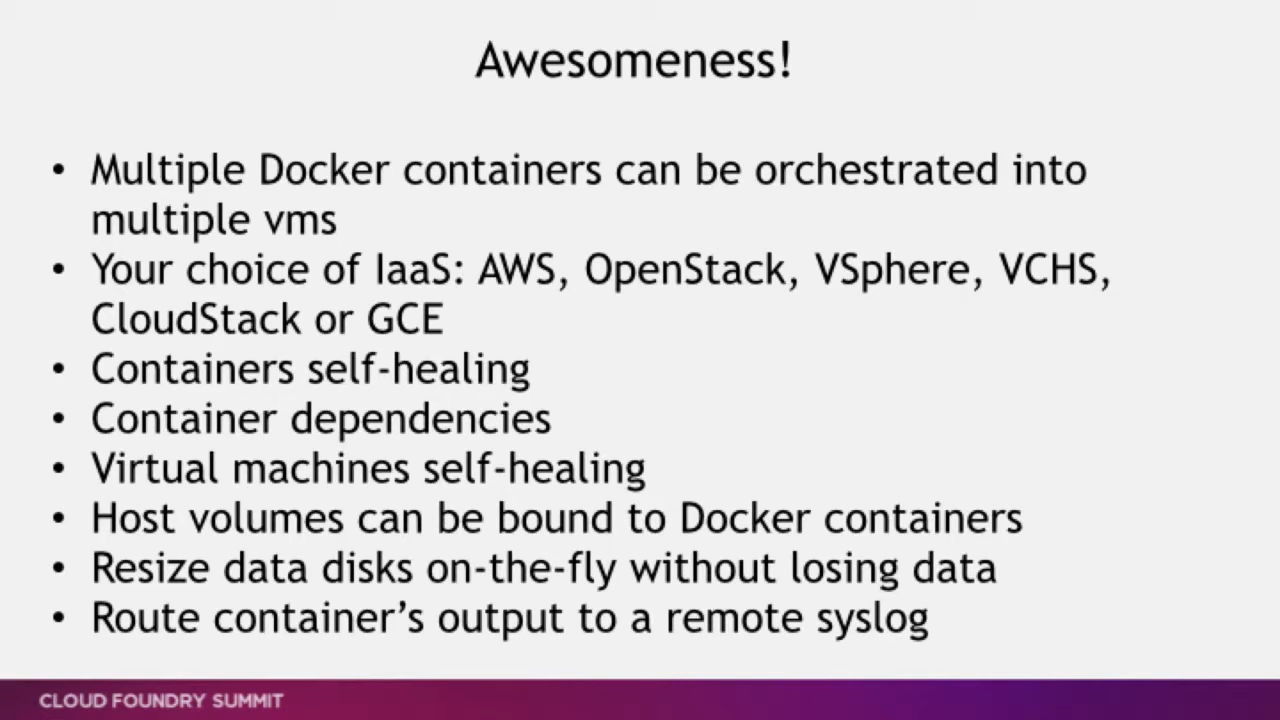 Awesomeness!
• Multiple Docker containers can be orchestrated into
multiple vms
• Your choice of IaaS: AWS, OpenStack, VSphere, VCHS,
CloudStack or GCE
• Containers self-healing
• Container dependencies
• Virtual machines self-healing
• Host volumes can be bound to Docker containers
• Resize data disks on-the-fly without losing data
• Route container’s output to a remote syslog
CLOUD FOUNDRY SUMMIT